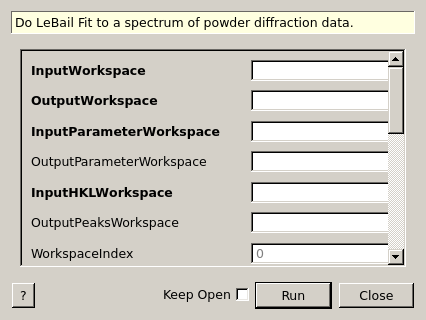 Do LeBail Fit to a spectrum of powder diffraction data.
InputWorkspace
OutputWorkspace
InputParameterWorkspace
OutputParameterWorkspace
InputHKLWorkspace
OutputPeaksWorkspace
WorkspaceIndex 0
? Keep Open Run Close